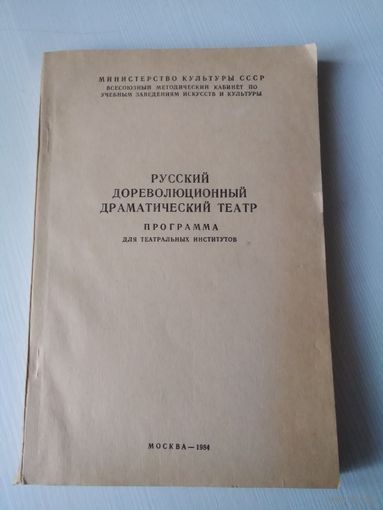 МИНИСТЕРСТВО КУЛЬТУРЫ СССР
ВСЕСОЮЗНЫЙ МЕТОДИЧЕСКИЙ КАБИНЕТ ПО
УЧЕБНЫМ ЗАВЕДЕНИЯМ ИСКУССТВ И КУЛЬТУРЫ
РУССКИЙ
ДОРЕВОЛЮЦИОННЫЙ
ДРАМАТИЧЕСКИЙ ТЕАТР
ПРОГРАММА
ДЛЯ ТЕАТРАЛЬНЫХ ИНСТИТУТОВ
МОСКВА—1984